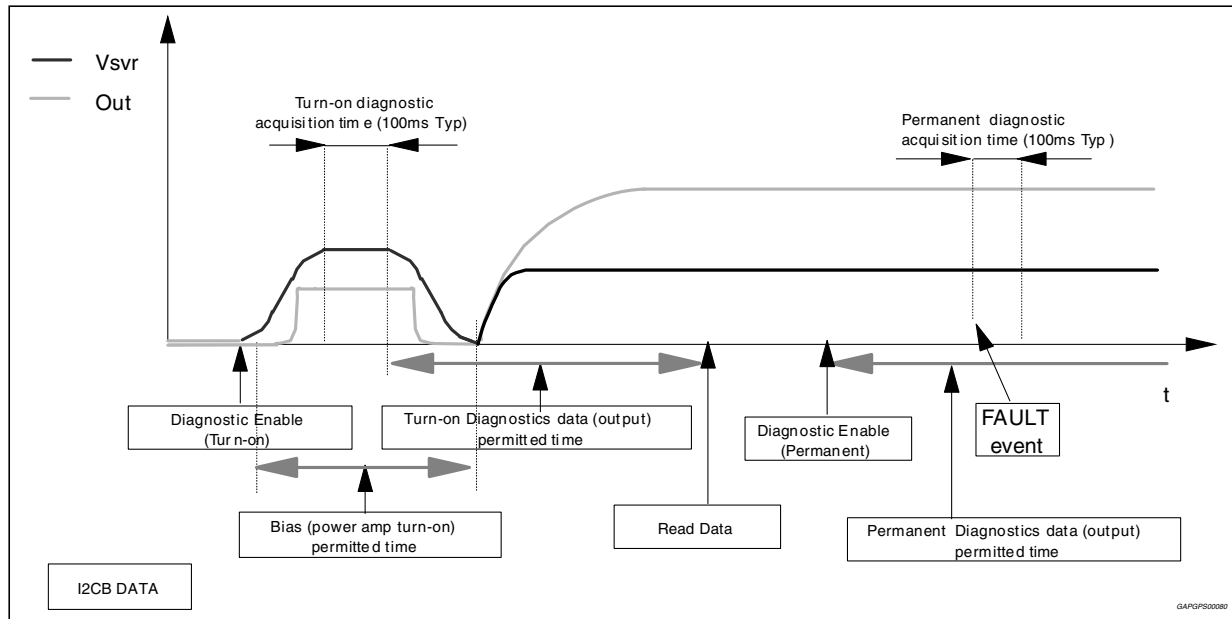 Vsvr
Out
Turn-on diagnostic
acquisition time (100ms Typ)
Permanent diagnostic
acquisition time (100ms Typ)
t
Diagnostic Enable
(Turn-on)
Turn-on Diagnostics data (output)
permitted time
Diagnostic Enable
(Permanent)
FAULT
event
Bias (power amp turn-on)
permitted time
Read Data
Permanent Diagnostics data (output)
permitted time
I2CB DATA
GAPGPS00080